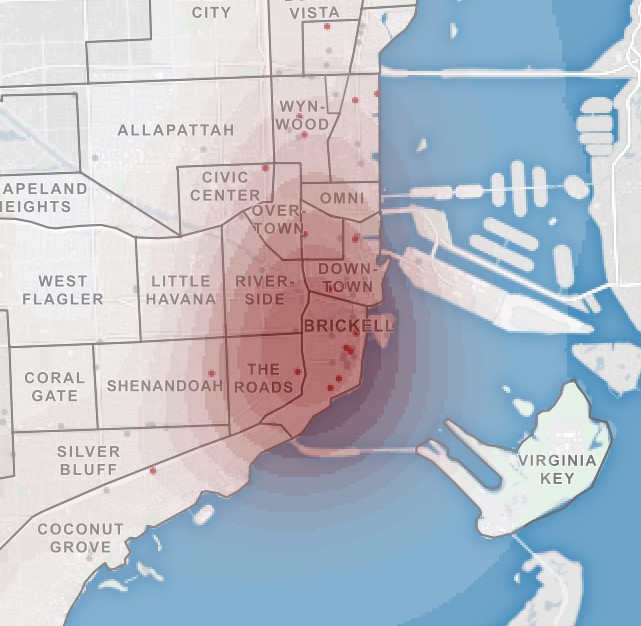 CITY
VISTA
WYN-
WOOD
ALLAPATTAH
CIVIC
CENTER
APELAND
HEIGHTS
OVER-
TOWN
OMNI
WEST
FLAGLER
LITTLE
HAVANA
RIVER-
SIDE
DOWN-
TOWN
BRICKELL
CORAL
GATE
SHENANDOAH
THE
ROADS
SILVER
BLUFF
VIRGINIA
KEY
COCONUT
GROVE